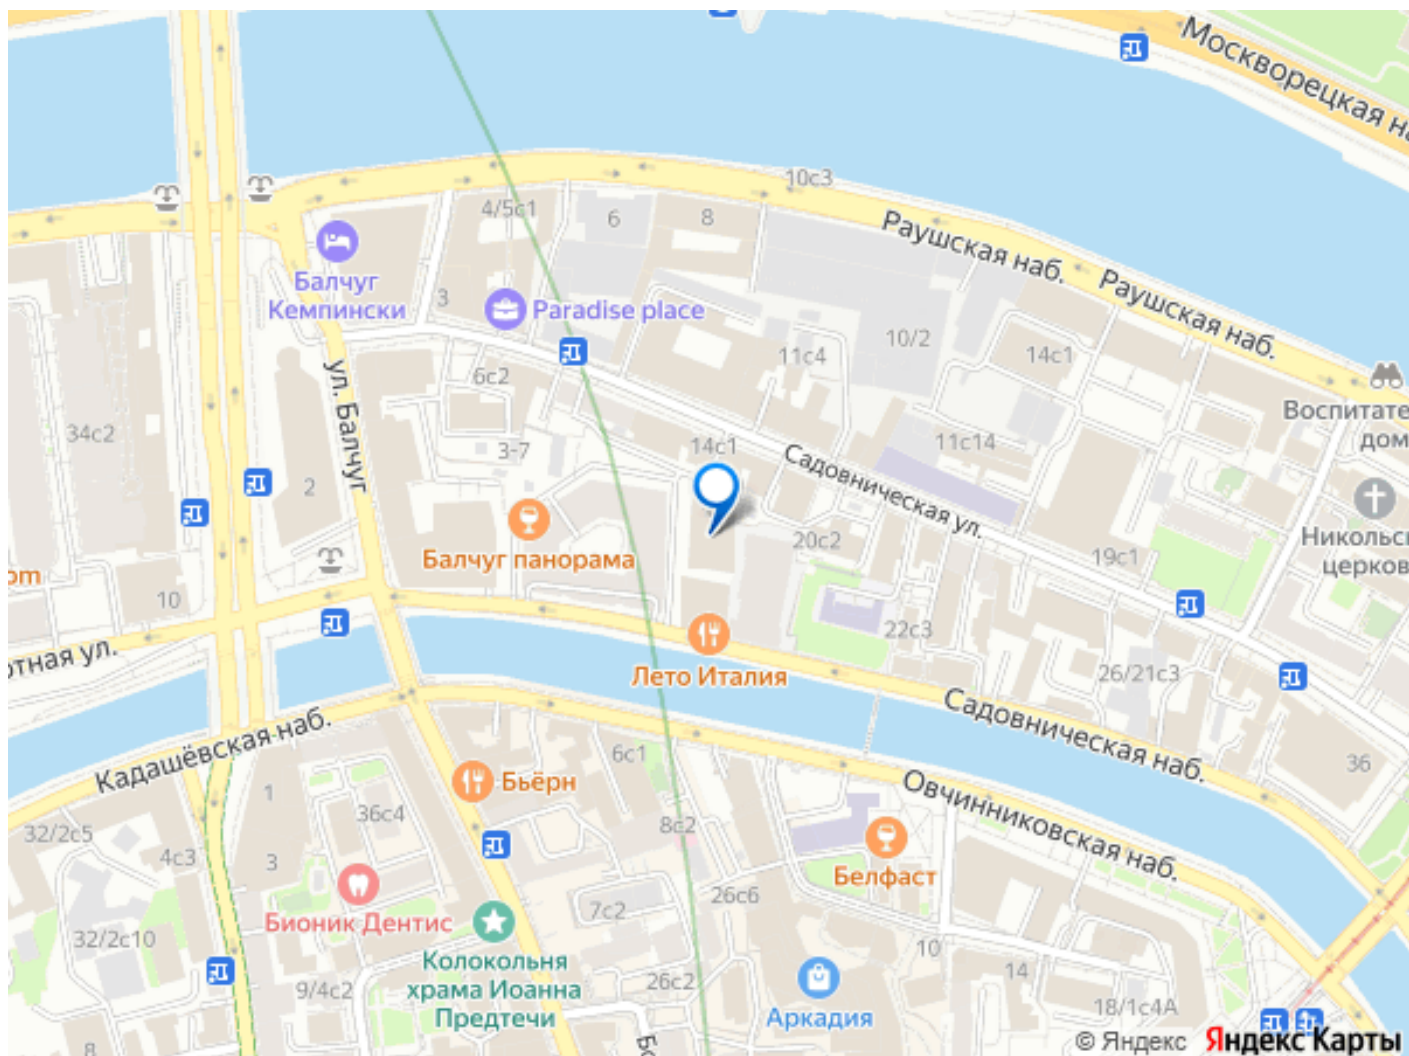 Москворецкая на
10с3
4/5с1
6
8
Раушская наб.
Раушская наб.
Балчуг
Кемпински
3
Paradise place
10/2
14с1
11с4
6с2
ул. Балчуг
Воспитате
дом
34с2
3-7
14с1
11с14
Садовническая ул.
2
Балчуг панорама
20с2
19с1
Никольск
церков
om
10
22с3
отная ул.
Лето Италия
26/21с3
Садовническая наб.
Кадашёвская наб.
6с1
36
Бьёрн
Овчинниковская наб.
1
36с4
32/2с5
8с2
4с3
3
Белфаст
26с6
Бионик Дентис
7с2
32/2с10
10
Колокольня
храма Иоанна
Предтечи
9/4с2
26с2
14
Аркадия
18/1с4А
8
© Яндекс Яндекс Карты